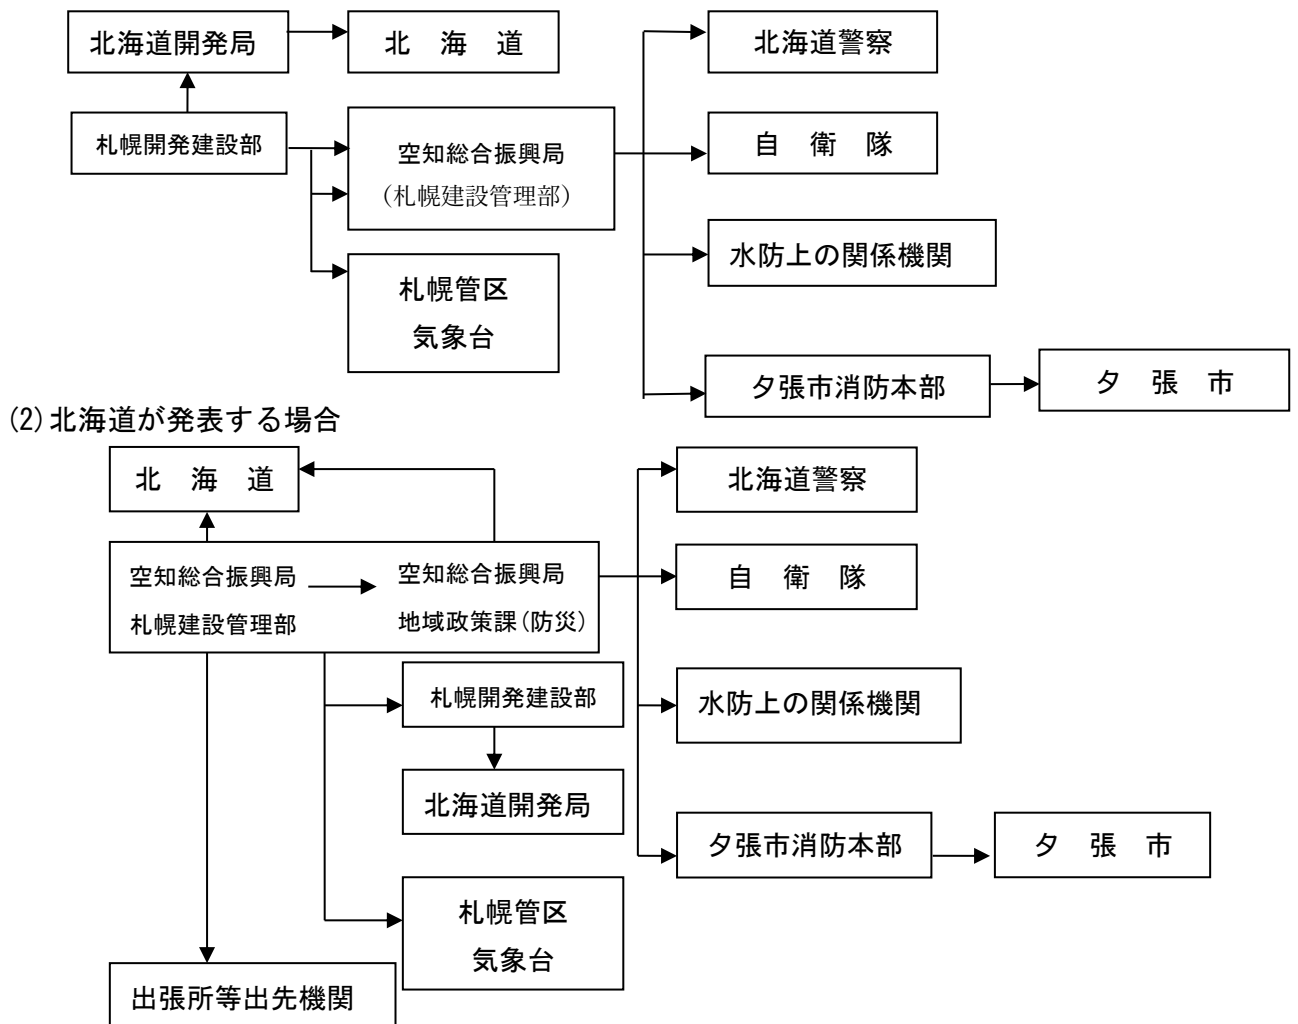 北海道開発局
北　海　道
北海道警察
札幌開発建設部
空知総合振興局
(札幌建設管理部)
自　衛　隊
水防上の関係機関
札幌管区
気象台
夕張市消防本部
夕　張　市
(2)北海道が発表する場合
北　海　道
北海道警察
空知総合振興局
札幌建設管理部
空知総合振興局
地域政策課(防災)
自　衛　隊
札幌開発建設部
水防上の関係機関
北海道開発局
夕張市消防本部
夕　張　市
札幌管区
気象台
出張所等出先機関